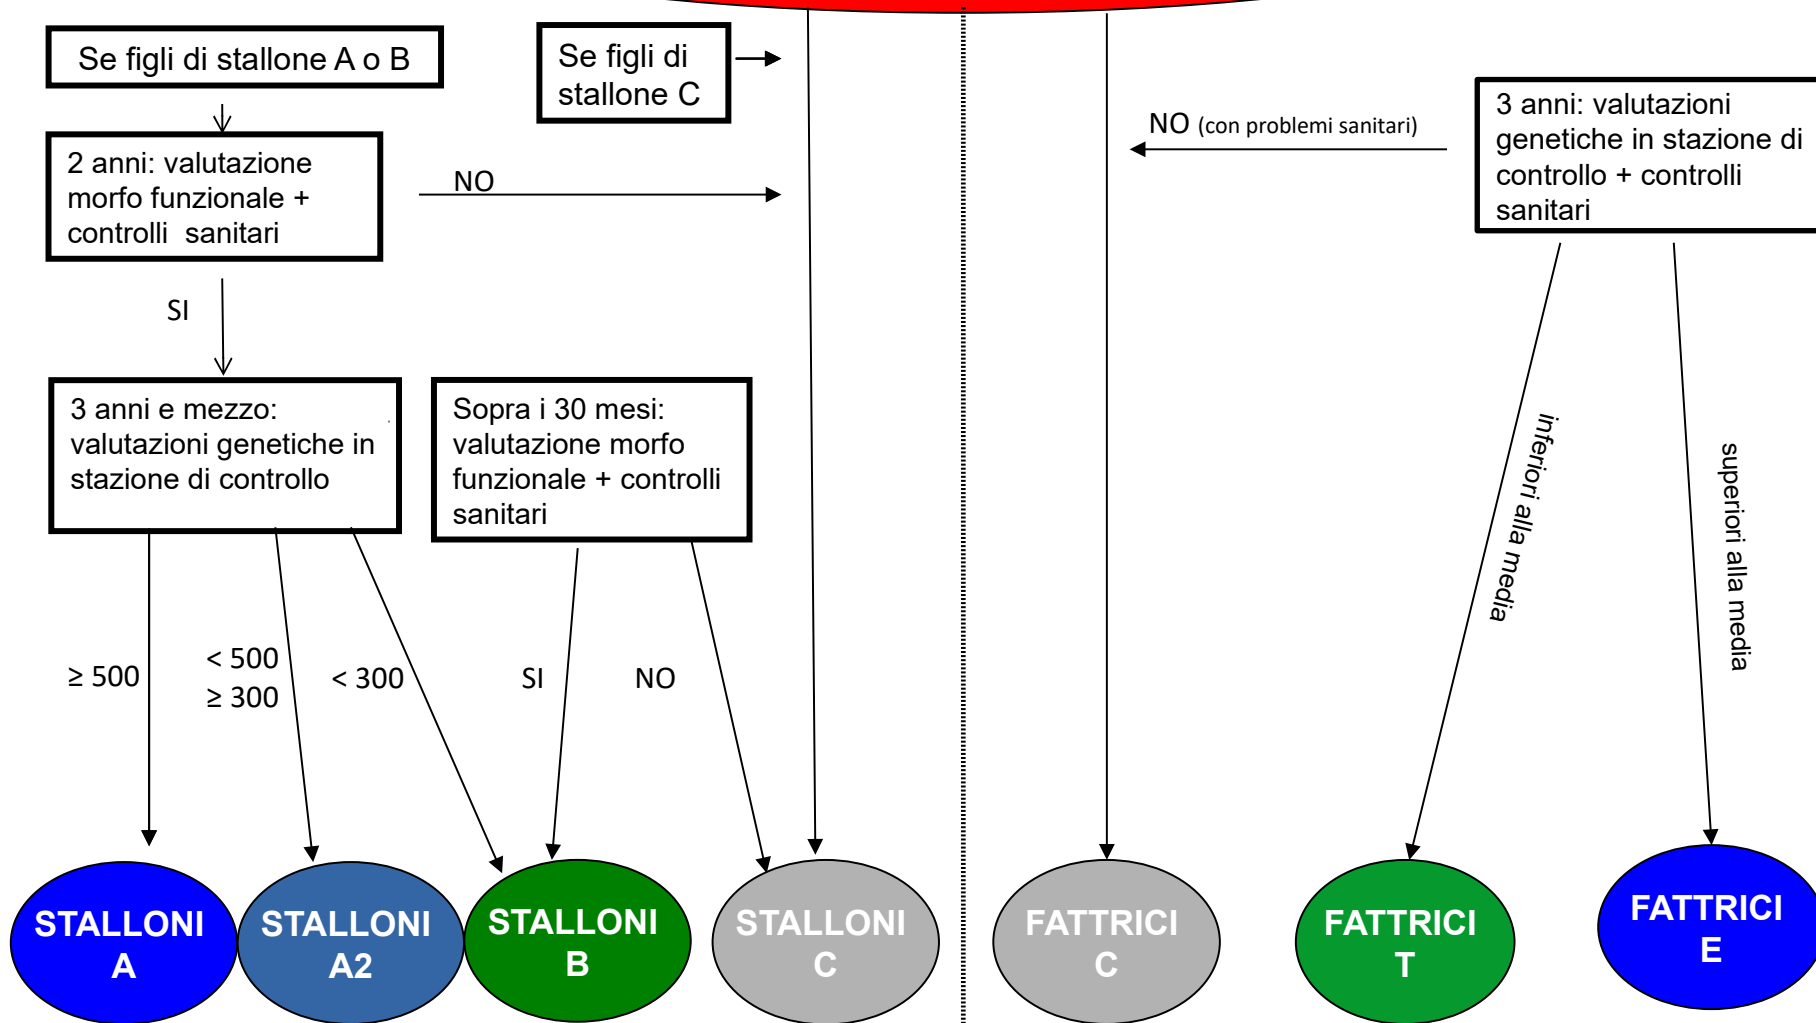 Se figli di stallone A o B
Se figli di
stallone C
2 anni: valutazione
morfo funzionale +
controlli sanitari
NO
NO (con problemi sanitari)
3 anni: valutazioni
genetiche in stazione di
controllo + controlli
sanitari
SI
3 anni e mezzo:
valutazioni genetiche in
stazione di controllo
Sopra i 30 mesi:
valutazione morfo
funzionale + controlli
sanitari
inferiori alla media
superiori alla media
≥ 500
< 500
≥ 300
< 300
SI
NO
STALLONI
A
STALLONI
A2
STALLONI
B
STALLONI
C
FATTRICI
C
FATTRICI
T
FATTRICI
E